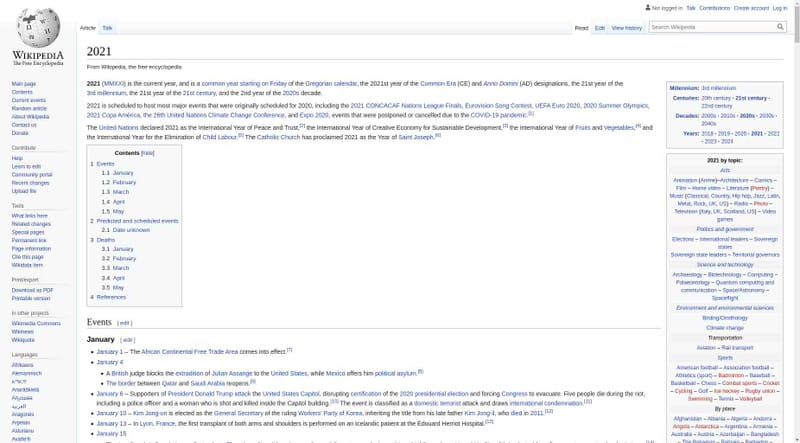 Not logged in Talk Contributions Create account Log in
Article Talk
Read Edit View history
Search Wikipedia
WIKIPEDIA
The Free Encyclopedia
Main page
Contents
Current events
Random article
About Wikipedia
Contact us
Donate
Contribute
Help
Learn to edit
Community portal
Recent changes
Upload file
Tools
What links here
Related changes
Special pages
Permanent link
Page information
Cite this page
Wikidata item
Print/export
Download as PDF
Printable version
In other projects
Wikimedia Commons
Wikinews
Wikiquote
Languages
Afrikaans
Alemannisch
አማርኛ
Anarâškielâ
العربية
Aragonés
Arpetan
Asturianu
2021
From Wikipedia, the free encyclopedia
2021 (MMXXI) is the current year, and is a common year starting on Friday of the Gregorian calendar, the 2021st year of the Common Era (CE) and Anno Domini (AD) designations, the 21st year of the
3rd millennium, the 21st year of the 21st century, and the 2nd year of the 2020s decade.
2021 is scheduled to host most major events that were originally scheduled for 2020, including the 2021 CONCACAF Nations League Finals, Eurovision Song Contest, UEFA Euro 2020, 2020 Summer Olympics,
2021 Copa América, the 26th United Nations Climate Change Conference, and Expo 2020, events that were postponed or cancelled due to the COVID-19 pandemic.[1]
The United Nations declared 2021 as the International Year of Peace and Trust,[2] the International Year of Creative Economy for Sustainable Development,[3] the International Year of Fruits and Vegetables,[4] and
the International Year for the Elimination of Child Labour.[5] The Catholic Church has proclaimed 2021 as the Year of Saint Joseph.[6]
Contents [hide]
1 Events
1.1 January
1.2 February
1.3 March
1.4 April
1.5 May
2 Predicted and scheduled events
2.1 Date unknown
3 Deaths
3.1 January
3.2 February
3.3 March
3.4 April
3.5 May
4 References
Events [ edit ]
January [ edit ]
• January 1 – The African Continental Free Trade Area comes into effect.[7]
• January 4
• A British judge blocks the extradition of Julian Assange to the United States, while Mexico offers him political asylum.[8]
• The border between Qatar and Saudi Arabia reopens.[9]
• January 6 – Supporters of President Donald Trump attack the United States Capitol, disrupting certification of the 2020 presidential election and forcing Congress to evacuate. Five people die during the riot,
including a police officer and a woman who is shot and killed inside the Capitol building.[10] The event is classified as a domestic terrorist attack and draws international condemnation.[11]
• January 10 – Kim Jong-un is elected as the General Secretary of the ruling Workers' Party of Korea, inheriting the title from his late father Kim Jong-il, who died in 2011.[12]
• January 13 – In Lyon, France, the first transplant of both arms and shoulders is performed on an Icelandic patient at the Édouard Herriot Hospital.[13]
• January 15
Millennium: 3rd millennium
Centuries: 20th century · 21st century ·
22nd century
Decades: 2000s · 2010s · 2020s · 2030s ·
2040s
Years: 2018 · 2019 · 2020 · 2021 · 2022
· 2023 · 2024
2021 by topic:
Arts
Animation (Anime) – Architecture – Comics –
Film – Home video – Literature (Poetry) –
Music (Classical, Country, Hip hop, Jazz, Latin,
Metal, Rock, UK, US) – Radio – Photo –
Television (Italy, UK, Scotland, US) – Video
games
Politics and government
Elections – International leaders – Sovereign
states
Sovereign state leaders – Territorial governors
Science and technology
Archaeology – Biotechnology – Computing –
Palaeontology – Quantum computing and
communication – Space/Astronomy –
Spaceflight
Environment and environmental sciences
Birding/Ornithology
Climate change
Transportation
Aviation – Rail transport
Sports
American football – Association football –
Athletics (sport) – Badminton – Baseball –
Basketball – Chess – Combat sports – Cricket
– Cycling – Golf – Ice hockey – Rugby union –
Swimming – Tennis – Volleyball
By place
Afghanistan – Albania – Algeria – Andorra –
Angola – Antarctica – Argentina – Armenia –
Australia – Austria – Azerbaijan – Bangladesh